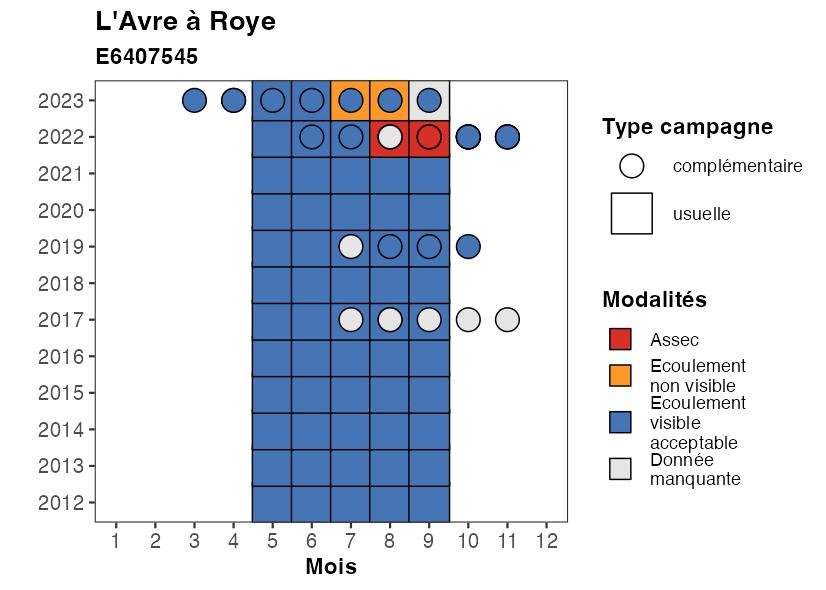 L'Avre à Roye
E6407545
2023
2022
2021
2020
2019
2018
2017
2016
2015
2014
2013
2012
1 2 3 4 5 6 7 8 9 10 11 12
Mois
Type campagne
complémentaire
usuelle
Modalités
Assec
Ecoulement
non visible
Ecoulement
visible
acceptable
Donnée
manquante